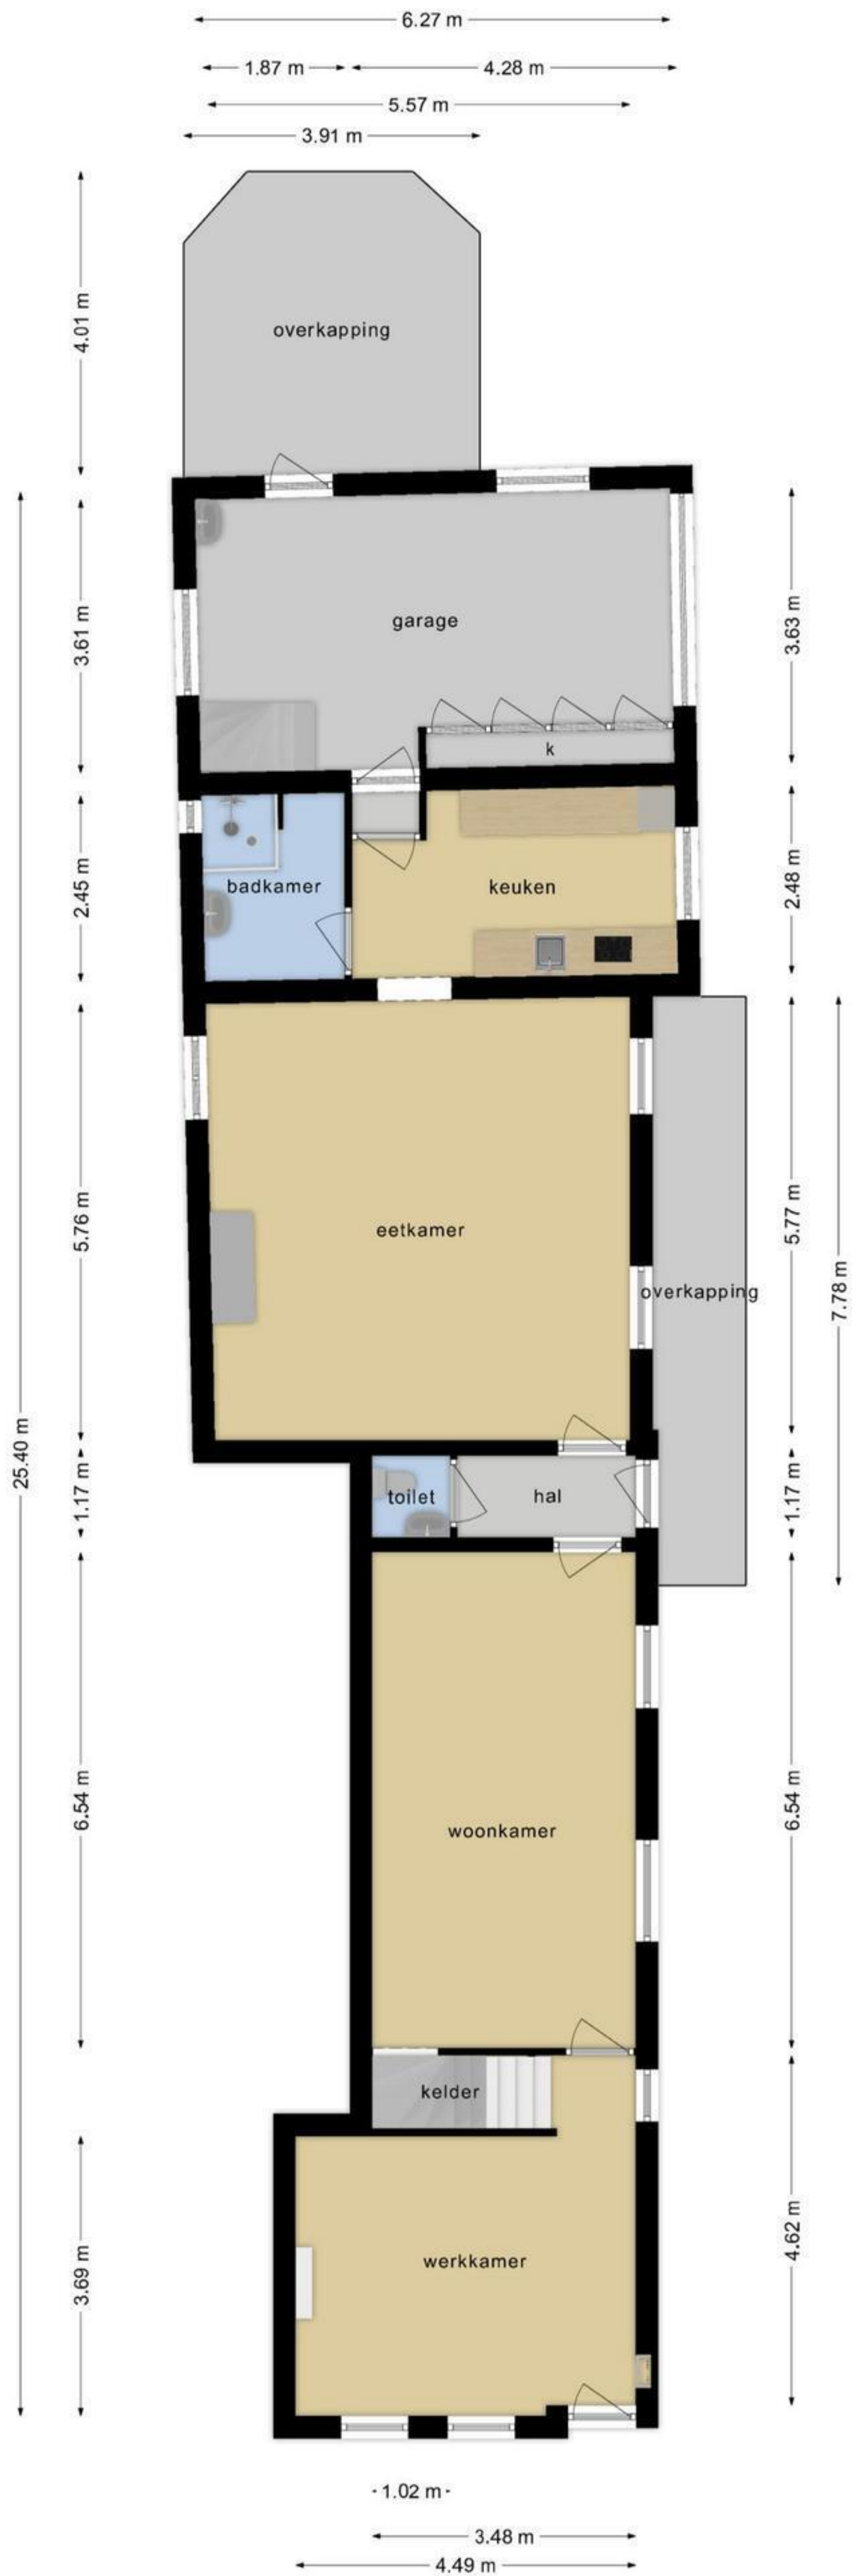 6.27 m
1.87 m
4.28 m
5.57 m
3.91 m
4.01 m
overkapping
3.61 m
garage
3.63 m
k
2.45 m
badkamer
keuken
2.48 m
25.40 m
5.76 m
eetkamer
5.77 m
overkapping
7.78 m
1.17 m
toilet
hal
1.17 m
6.54 m
woonkamer
6.54 m
kelder
3.69 m
werkkamer
4.62 m
1.02 m
3.48 m
4.49 m